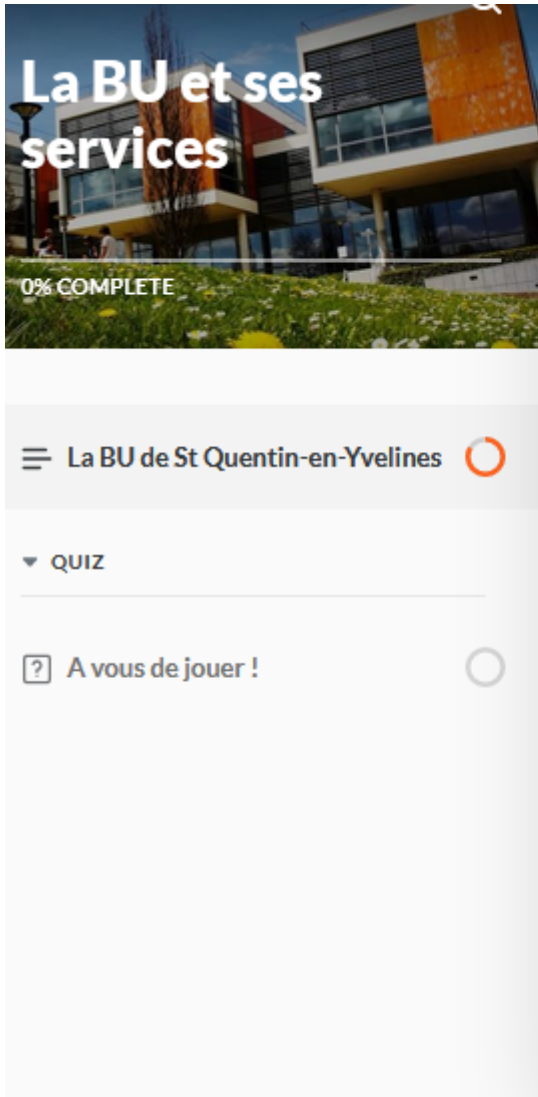 La BU et ses
services
0% COMPLETE
La BU de St Quentin-en-Yvelines
QUIZ
A vous de jouer !